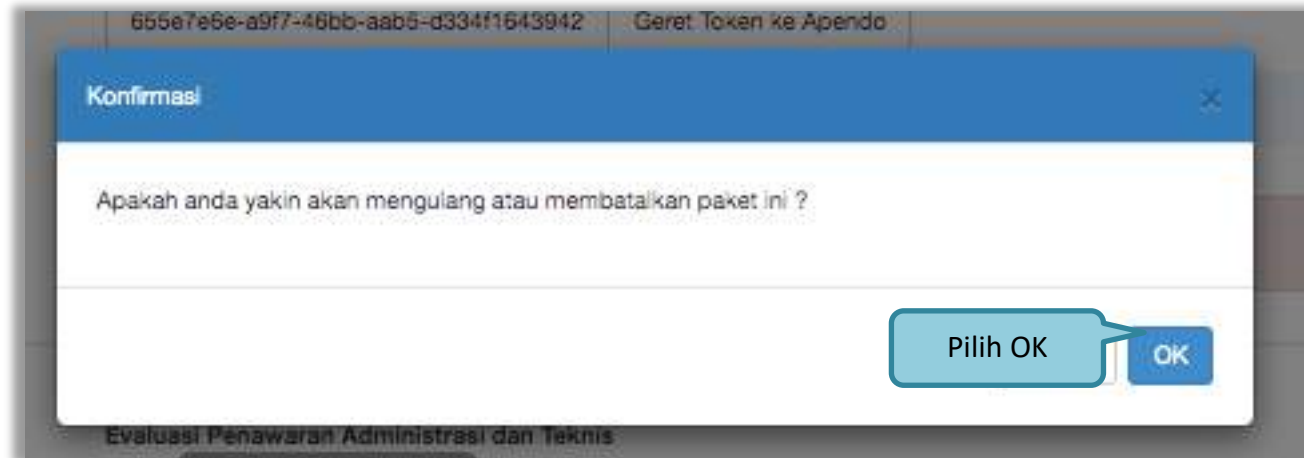 655e7e6e-a9f7-46bb-aab5-d334f1643942 Geret Token ke Apendo
Konfirmasi ×
Apakah anda yakin akan mengulang atau membatalkan paket ini ?
Pilih OK
OK
Evaluasi Penawaran Administrasi dan Teknis